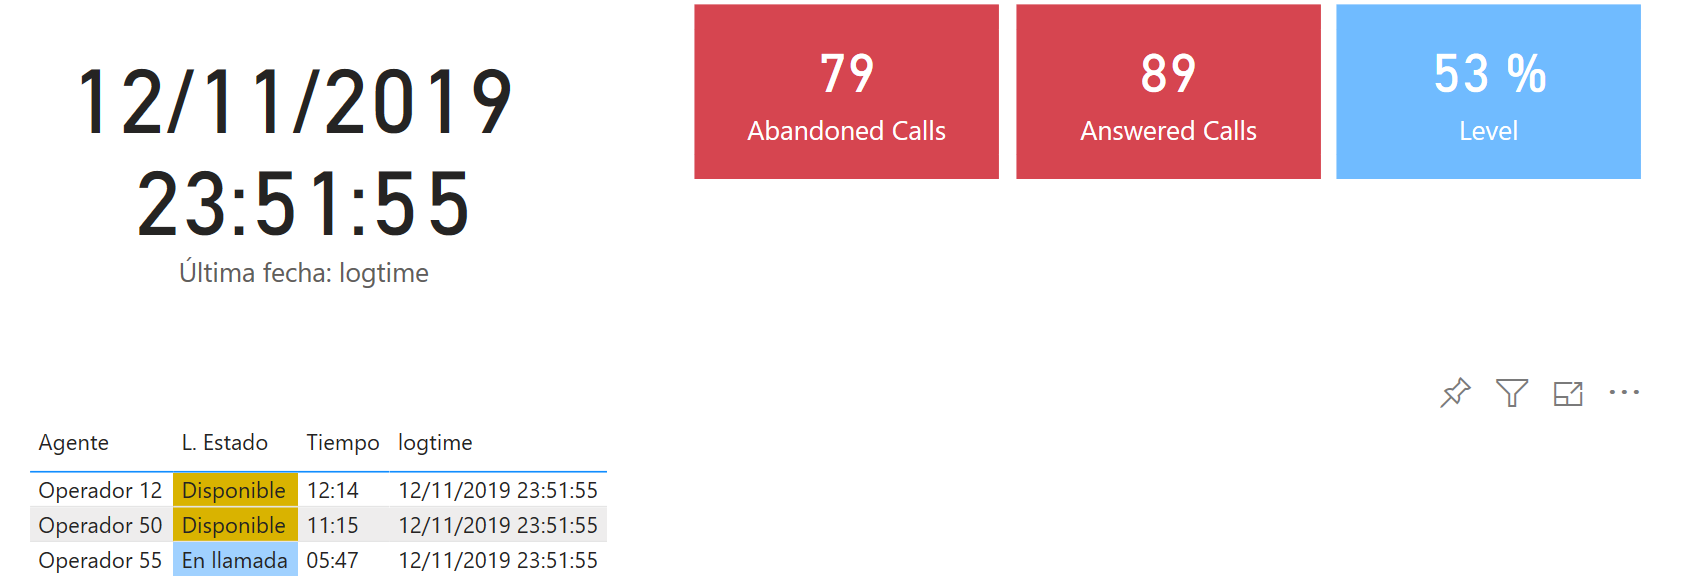 12/11/2019
23:51:55
Última fecha: logtime
79
Abandoned Calls
89
Answered Calls
53 %
Level
Agente L. Estado Tiempo logtime
Operador 12 Disponible 12:14 12/11/2019 23:51:55
Operador 50 Disponible 11:15 12/11/2019 23:51:55
Operador 55 En llamada 05:47 12/11/2019 23:51:55